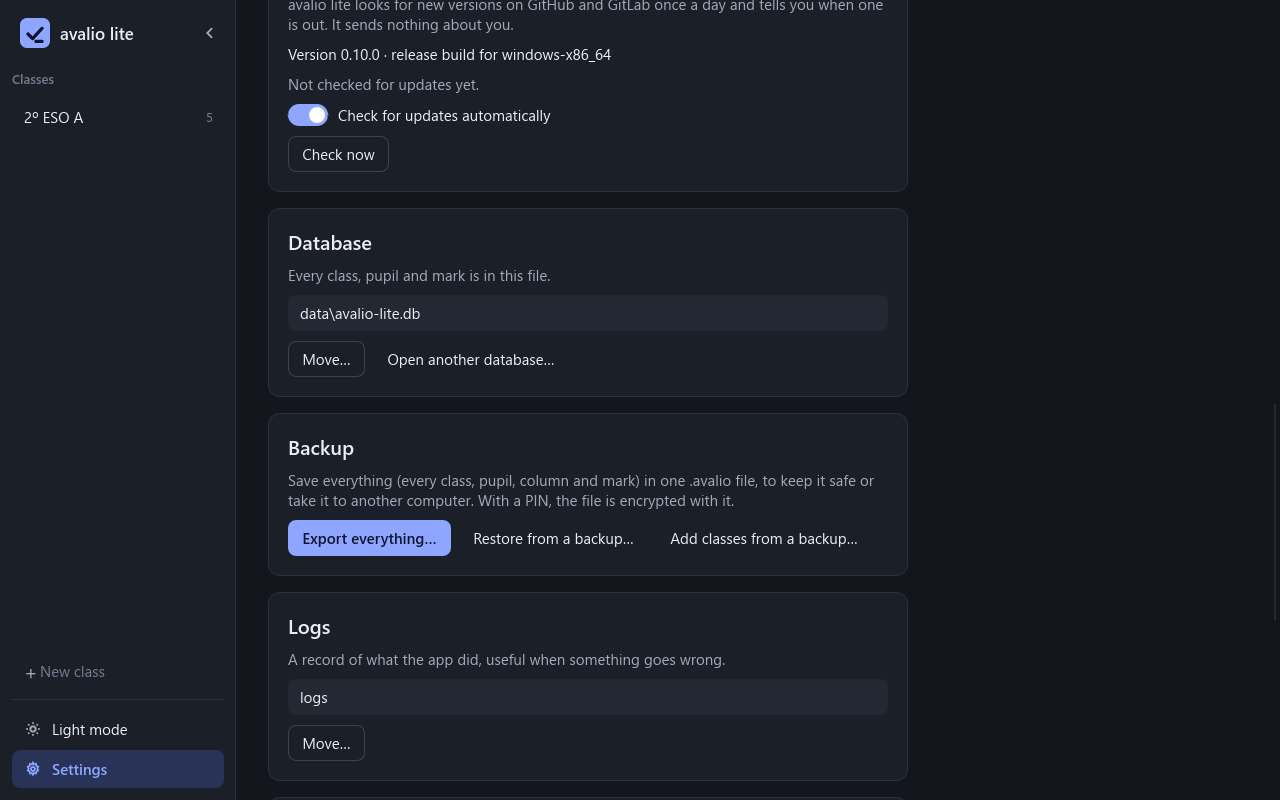 avalio lite
Classes
2º ESO A
5
+ New class
Light mode
Settings
avalio lite looks for new versions on GitHub and GitLab once a day and tells you when one
is out. It sends nothing about you.
Version 0.10.0 · release build for windows-x86_64
Not checked for updates yet.
Check for updates automatically
Check now
Database
Every class, pupil and mark is in this file.
data\avalio-lite.db
Move...
Open another database...
Backup
Save everything (every class, pupil, column and mark) in one .avalio file, to keep it safe or
take it to another computer. With a PIN, the file is encrypted with it.
Export everything...
Restore from a backup...
Add classes from a backup...
Logs
A record of what the app did, useful when something goes wrong.
logs
Move...